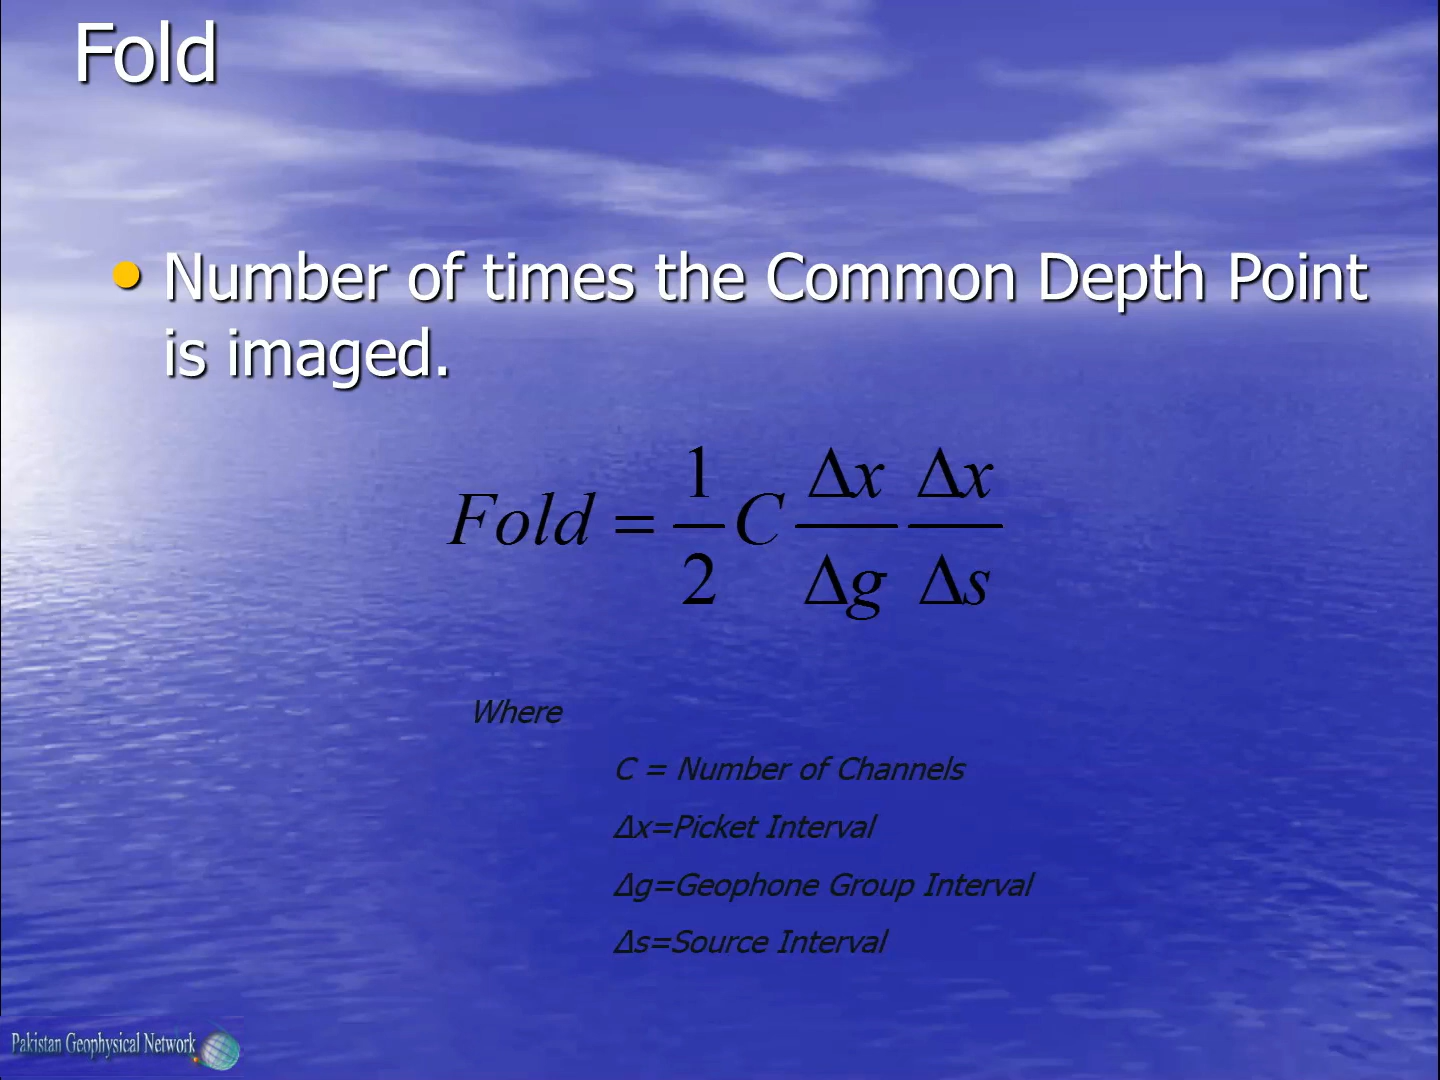 Fold
• Number of times the Common Depth Point
is imaged.
Fold = 1/2 C Δx/Δg Δx/Δs
Where
C = Number of Channels
Δx=Picket Interval
Δg=Geophone Group Interval
Δs=Source Interval
Pakistan Geophysical Network